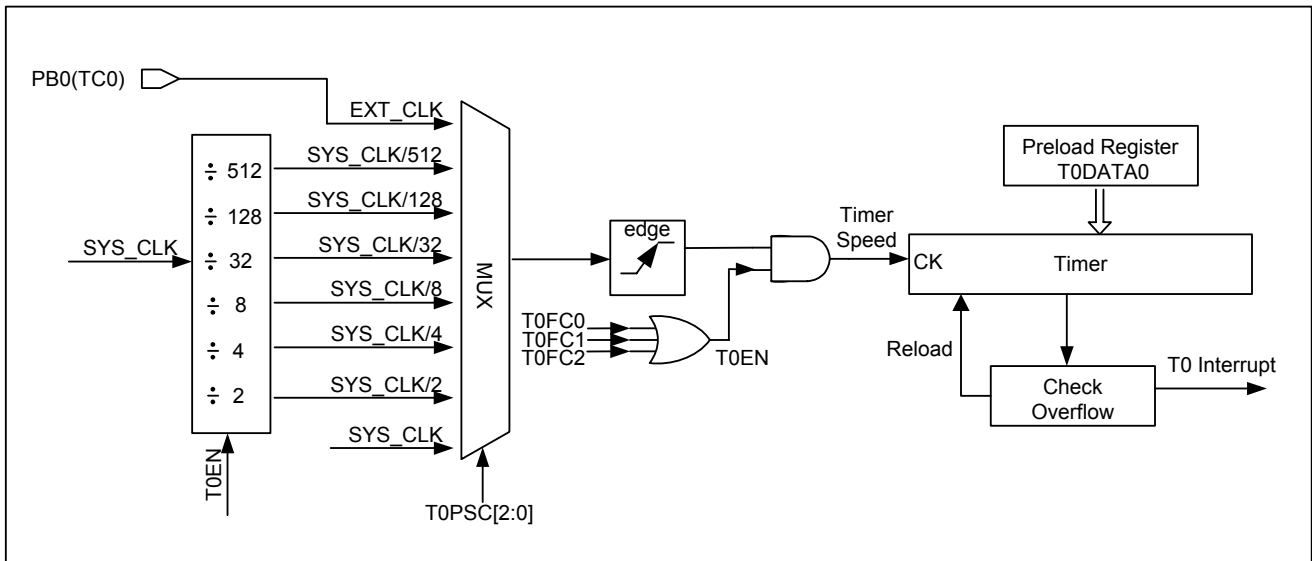 PB0(TC0)
EXT_CLK
SYS_CLK/512
SYS_CLK/128
SYS_CLK/32
SYS_CLK/8
SYS_CLK/4
SYS_CLK/2
SYS_CLK
SYS_CLK
÷ 512
÷ 128
÷ 32
÷ 8
÷ 4
÷ 2
T0EN
MUX
T0PSC[2:0]
edge
T0FC0
T0FC1
T0FC2
T0EN
Timer
Speed
Preload Register
T0DATA0
CK
Timer
Reload
Check
Overflow
T0 Interrupt